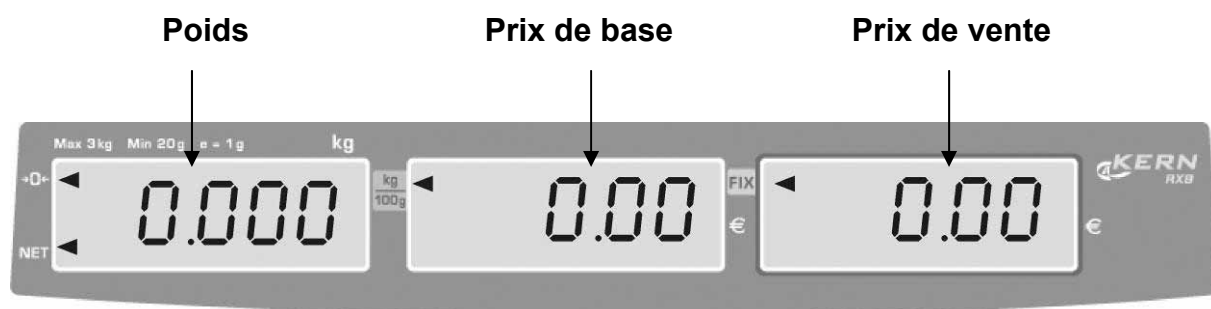 Poids Prix de base Prix de vente
Max 3kg Min 20g e = 1g kg
→0← 0.000 kg 0.00 FIX 0.00 KERN
100g RXB
NET € €